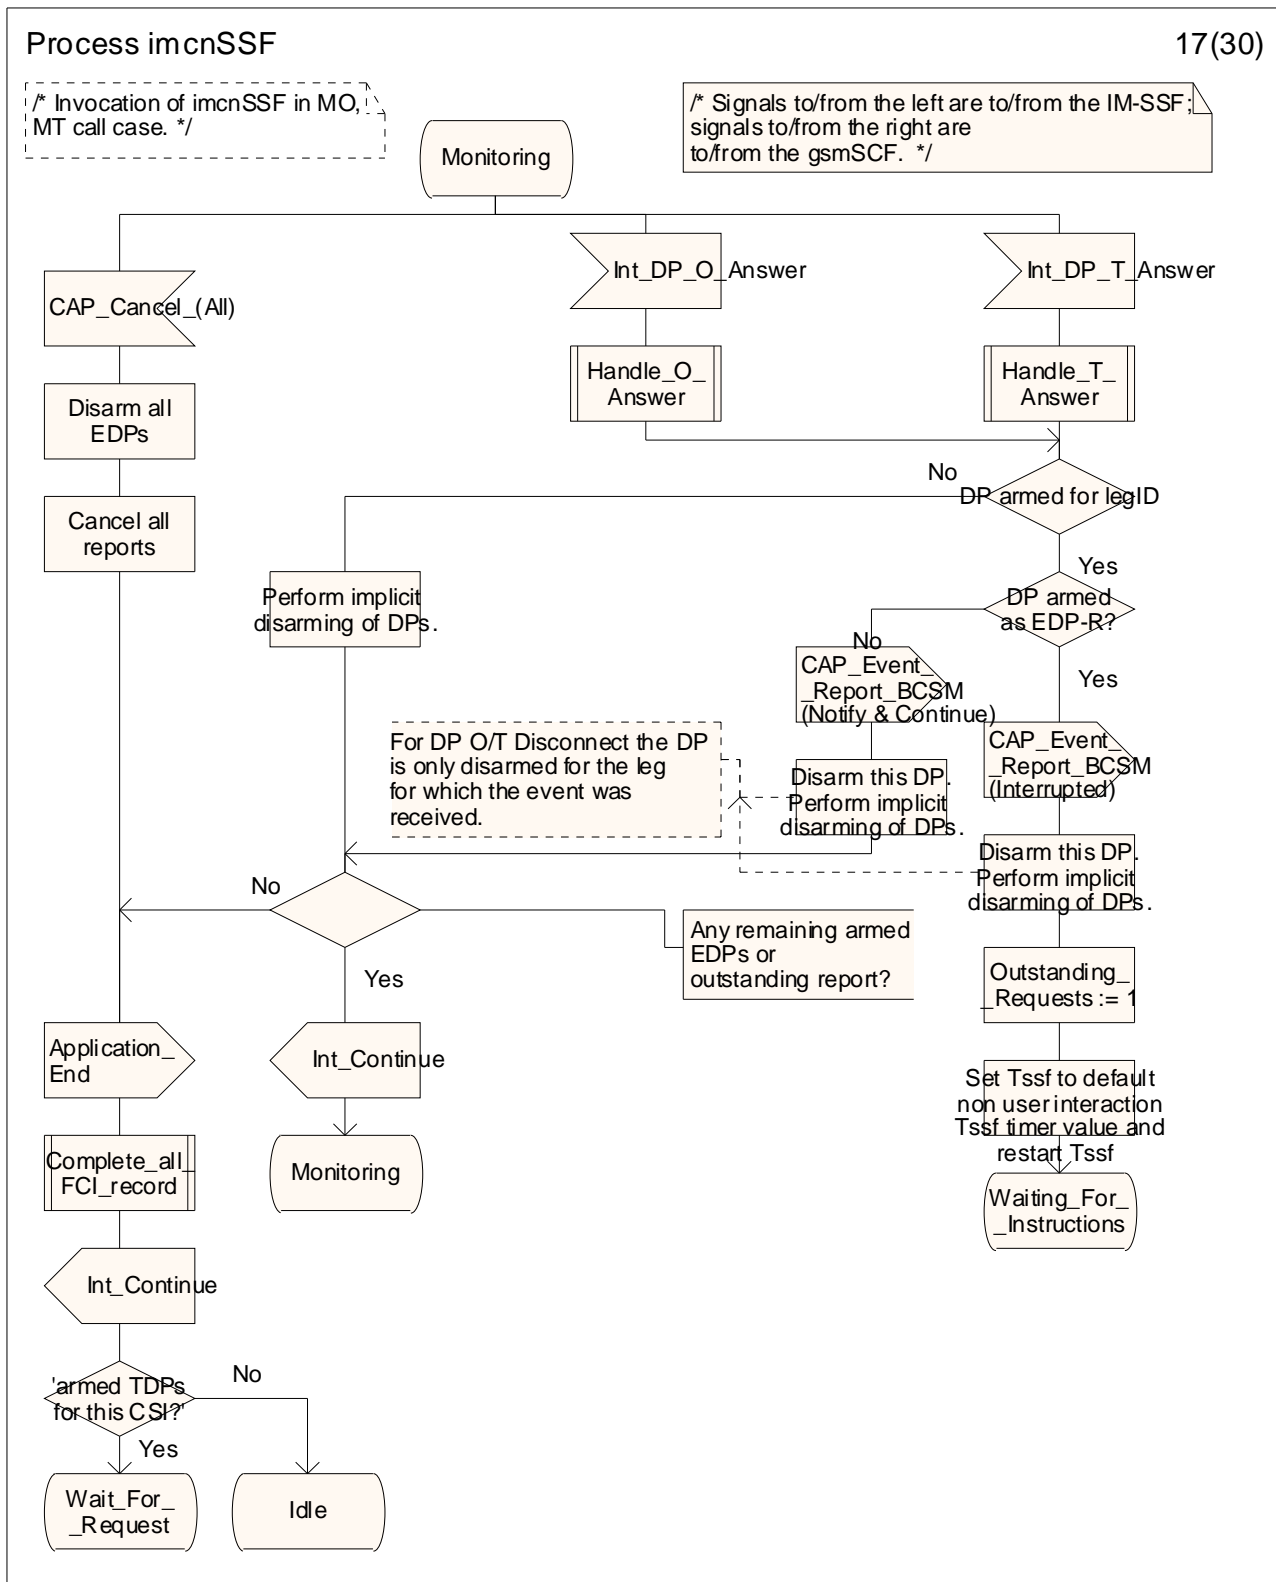 Process imcnSSF
17(30)
/* Invocation of imcnSSF in MO,
MT call case. */
/* Signals to/from the left are to/from the IM-SSF;
signals to/from the right are
to/from the gsmSCF.  */
Monitoring
Int_DP_O_Answer
Int_DP_T_Answer
CAP_Cancel_(All)
Handle_O_
Answer
Handle_T_
Answer
Disarm all
EDPs
No
DP armed for legID
Cancel all
reports
Yes
Perform implicit
disarming of DPs.
DP armed
as EDP-R?
No
Yes
CAP_Event_
_Report_BCSM
(Notify & Continue)
CAP_Event_
_Report_BCSM
(Interrupted)
For DP O/T Disconnect the DP
is only disarmed for the leg
for which the event was
received.
Disarm this DP.
Perform implicit
disarming of DPs.
Disarm this DP.
Perform implicit
disarming of DPs.
No
Any remaining armed
EDPs or
outstanding report?
Yes
Outstanding_
_Requests := 1
Application_
End
Int_Continue
Set Tssf to default
non user interaction
Tssf timer value and
restart Tssf
Complete_all_
FCI_record
Monitoring
Waiting_For_
_Instructions
Int_Continue
'armed TDPs
for this CSI?'
No
Yes
Wait_For_
_Request
Idle